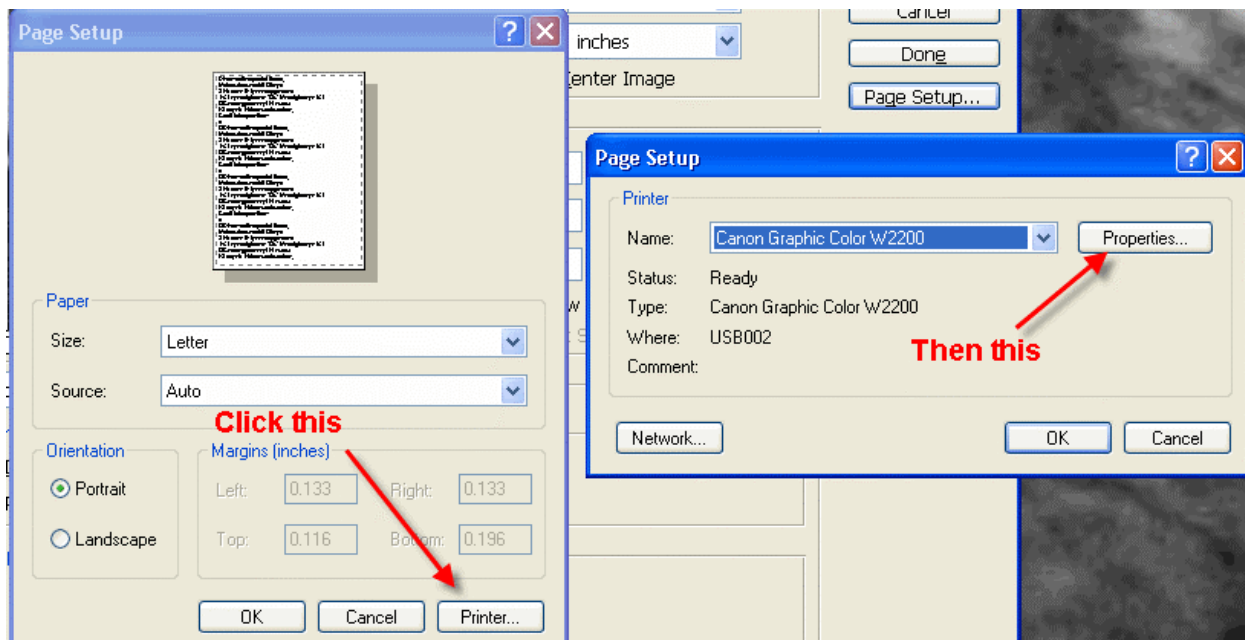 Page Setup
Paper
Size: Letter
Source: Auto
Click this
Orientation
Portrait
Landscape
Margins (inches)
Left: 0.133 Right: 0.133
Top: 0.116 Bottom: 0.196
OK Cancel Printer...
inches
Center Image
Cancel
Done
Page Setup...
Page Setup
Printer
Name: Canon Graphic Color W2200 Properties...
Status: Ready
Type: Canon Graphic Color W2200
Where: USB002
Comment:
Then this
Network... OK Cancel